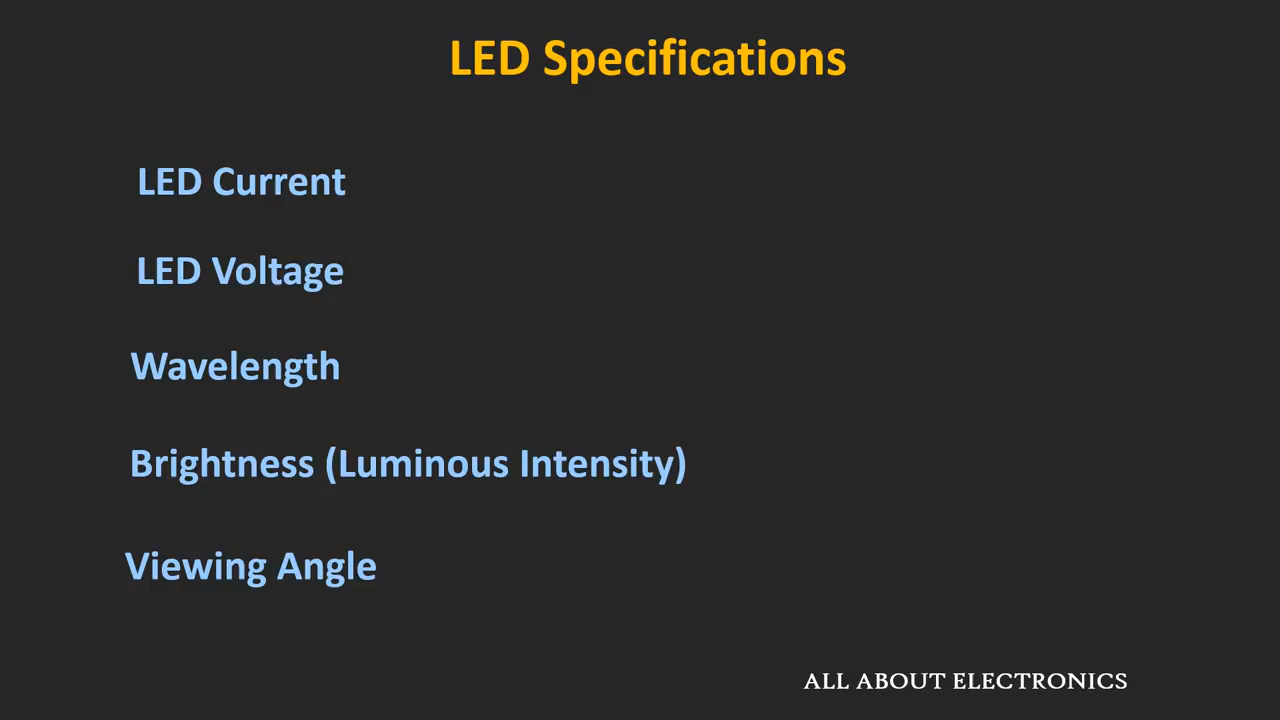 LED Specifications
LED Current
LED Voltage
Wavelength
Brightness (Luminous Intensity)
Viewing Angle
ALL ABOUT ELECTRONICS